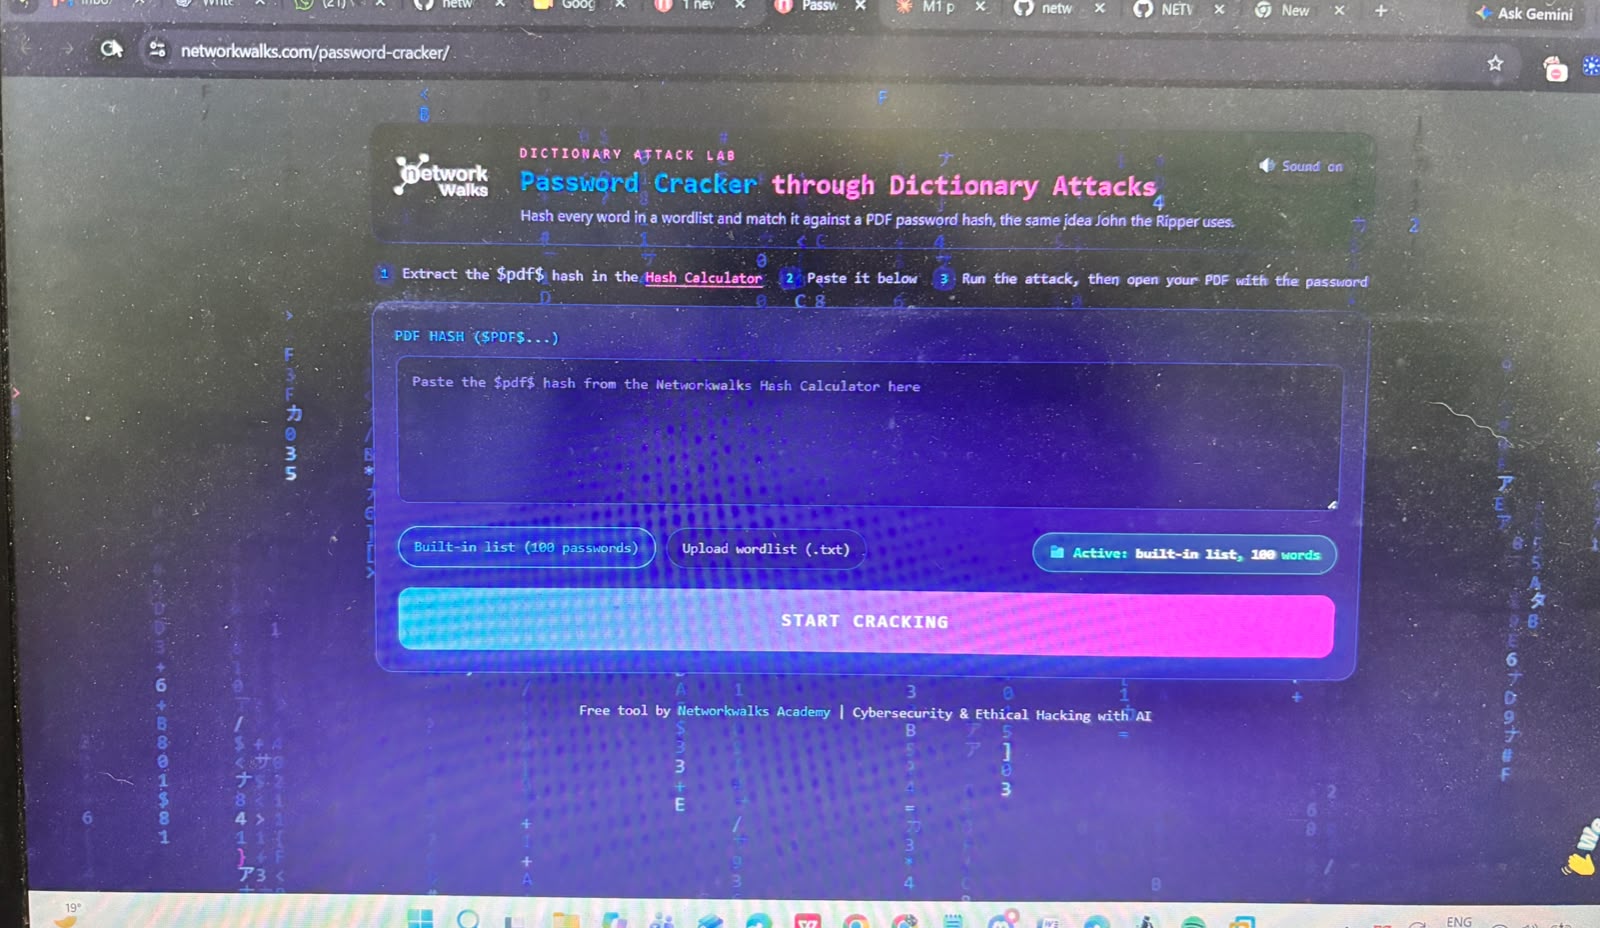 networkwalks.com/password-cracker/
Ask Gemini
network walks
DICTIONARY ATTACK LAB
Password Cracker through Dictionary Attacks
Sound on
Hash every word in a wordlist and match it against a PDF password hash, the same idea John the Ripper uses.
1 Extract the $pdf$ hash in the Hash Calculator 2 Paste it below 3 Run the attack, then open your PDF with the password
PDF HASH ($PDF$...)
Paste the $pdf$ hash from the Networkwalks Hash Calculator here
Built-in list (100 passwords) Upload wordlist (.txt) Active: built-in list, 100 words
START CRACKING
Free tool by Networkwalks Academy | Cybersecurity & Ethical Hacking with AI
19°
ENG